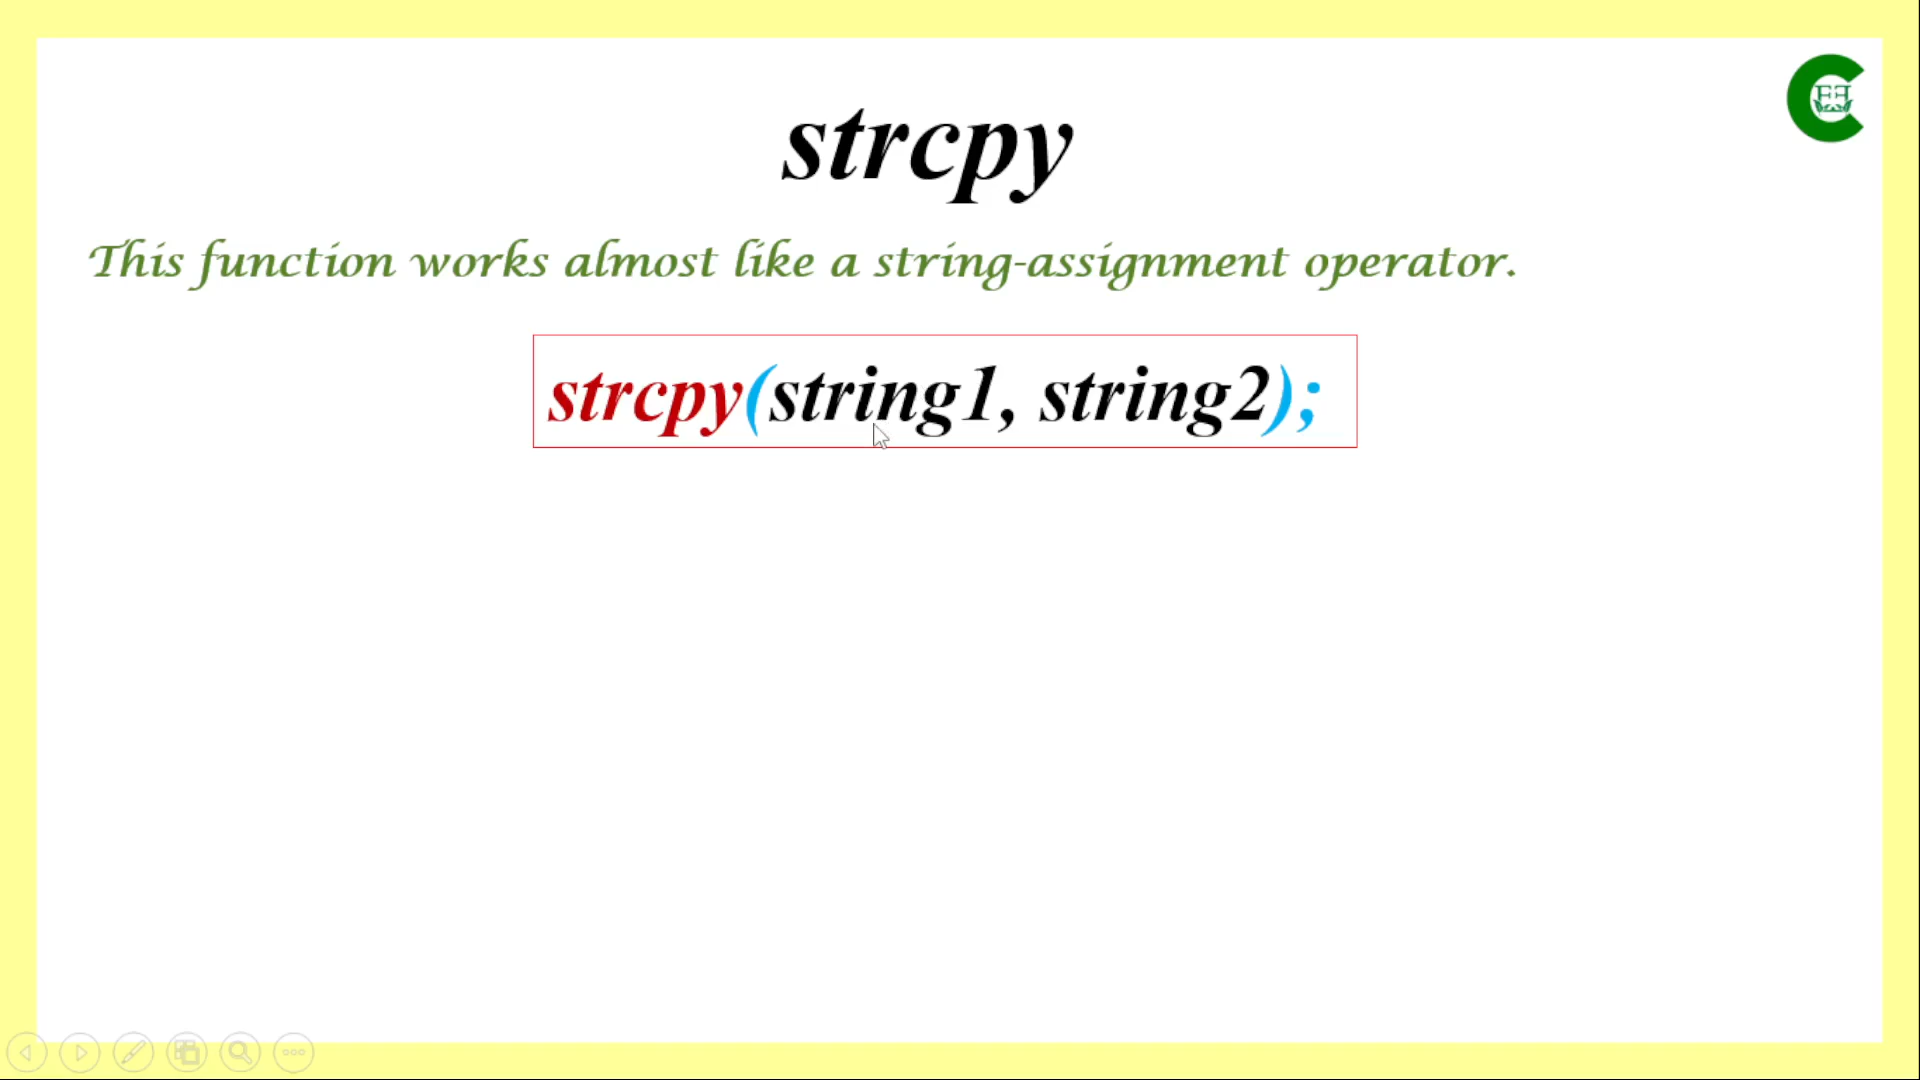 strcpy
This function works almost like a string-assignment operator.
strcpy(string1, string2);